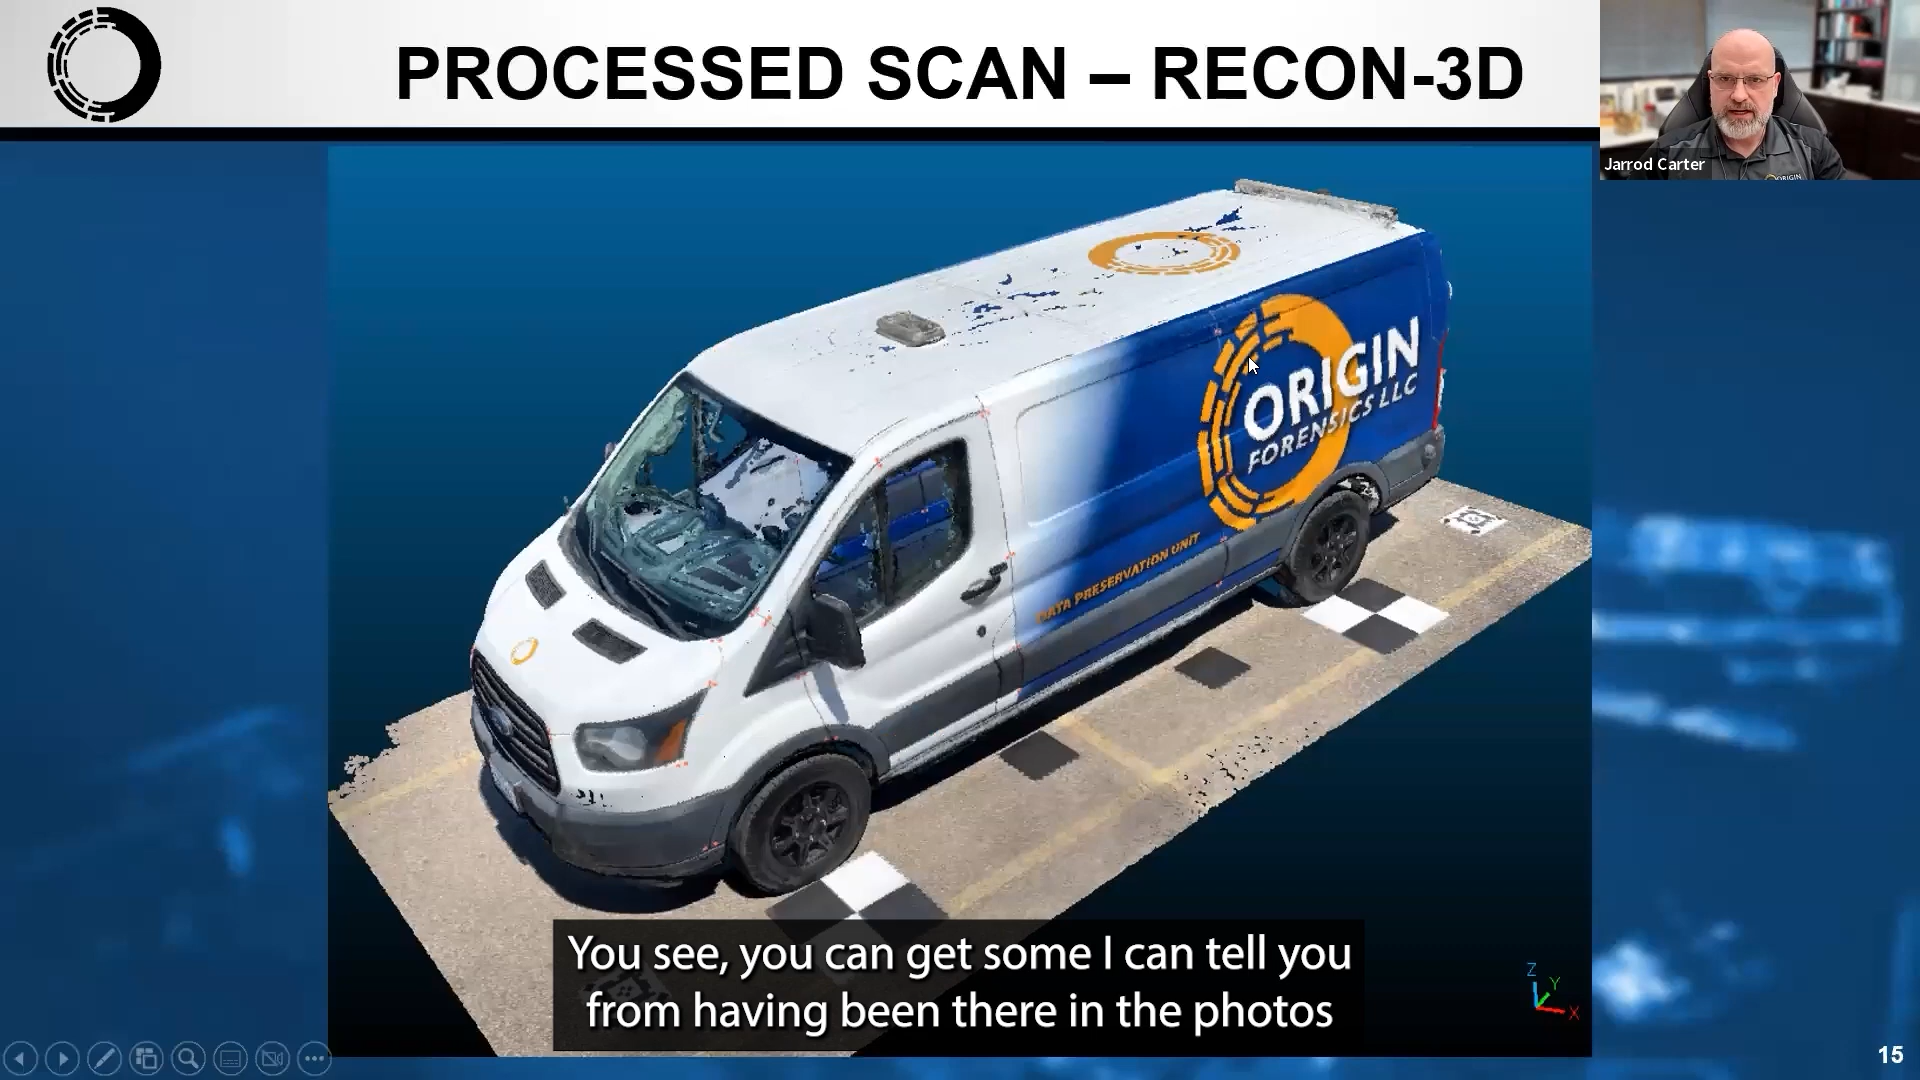 PROCESSED SCAN – RECON-3D
Jarrod Carter
ORIGIN
ORIGIN
FORENSICS LLC
DATA PRESERVATION UNIT
You see, you can get some I can tell you
from having been there in the photos
Z
Y
X
15